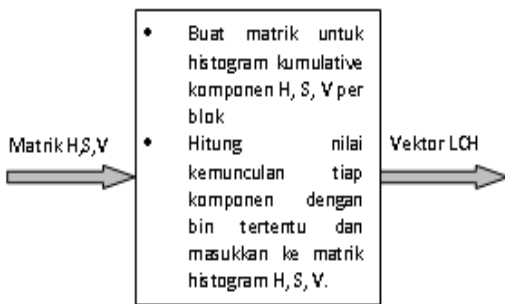 Matrik H,S,V
• Buat matrik untuk
histogram kumulative
komponen H, S, V per
blok
• Hitung nilai
kemunculan tiap
komponen dengan
bin tertentu dan
masukkan ke matrik
histogram H, S, V.
Vektor LCH